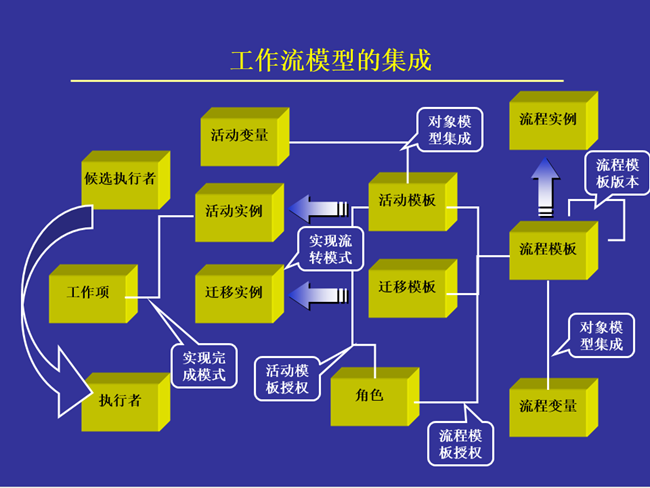 工作流模型的集成
活动变量
对象模
型集成
流程实例
候选执行者
流程模
板版本
活动实例
活动模板
实现流
转模式
流程模板
工作项
迁移实例
迁移模板
对象模
型集成
实现完
成模式
活动模
板授权
执行者
角色
流程变量
流程模
板授权